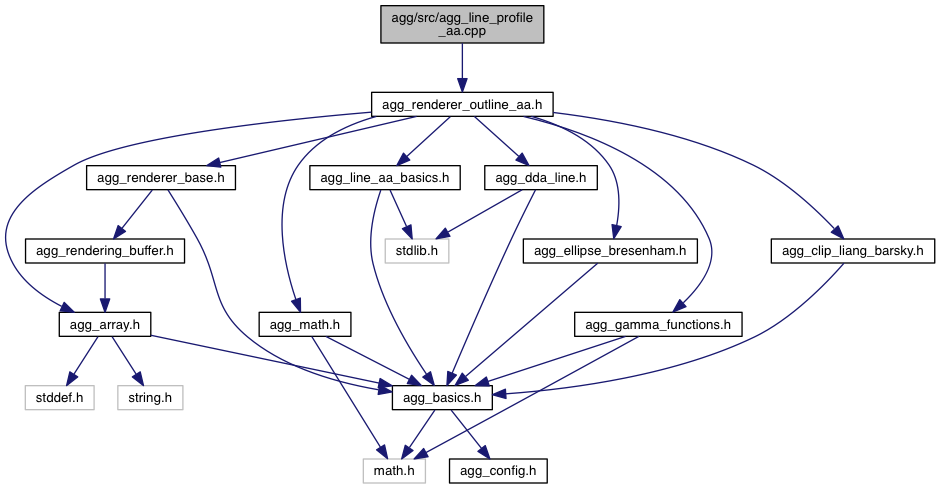 agg/src/agg_line_profile
_aa.cpp
agg_renderer_outline_aa.h
agg_renderer_base.h
agg_line_aa_basics.h
agg_dda_line.h
agg_rendering_buffer.h
stdlib.h
agg_ellipse_bresenham.h
agg_clip_liang_barsky.h
agg_array.h
agg_math.h
agg_gamma_functions.h
stddef.h
string.h
agg_basics.h
math.h
agg_config.h